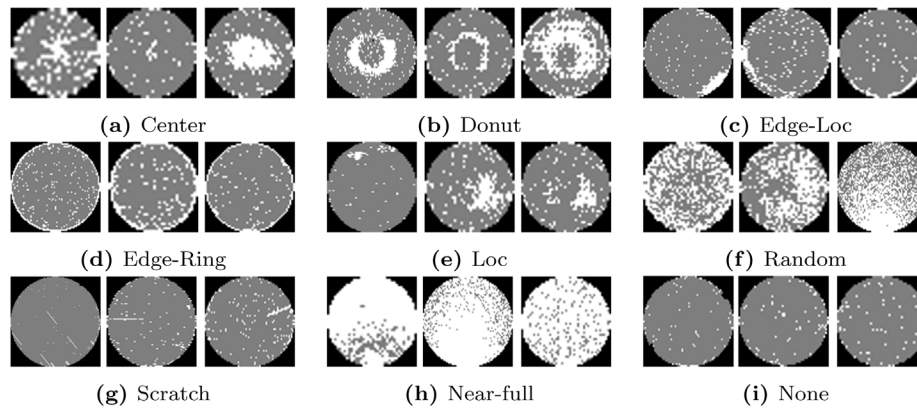 (a) Center
(b) Donut
(c) Edge-Loc
(d) Edge-Ring
(e) Loc
(f) Random
(g) Scratch
(h) Near-full
(i) None